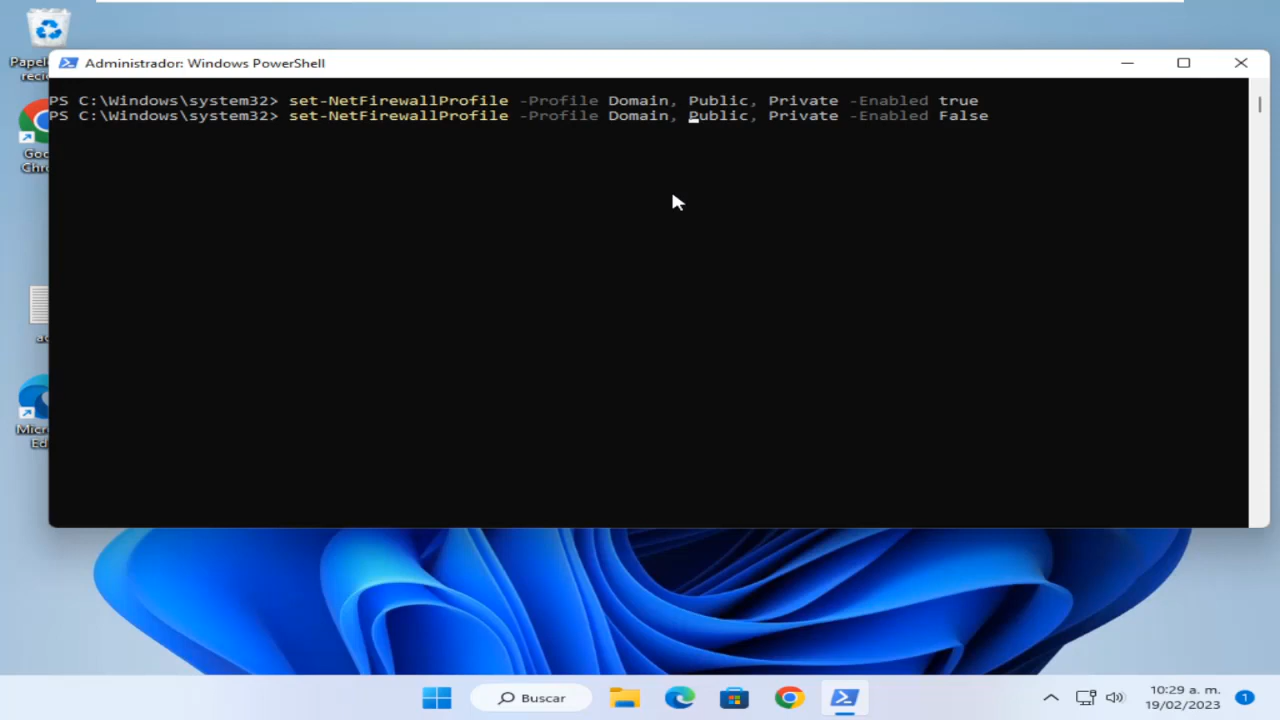 Administrador: Windows PowerShell
PS C:\Windows\system32> set-NetFirewallProfile -Profile Domain, Public, Private -Enabled true
PS C:\Windows\system32> set-NetFirewallProfile -Profile Domain, Public, Private -Enabled False
Buscar
10:29 a. m.
19/02/2023
1